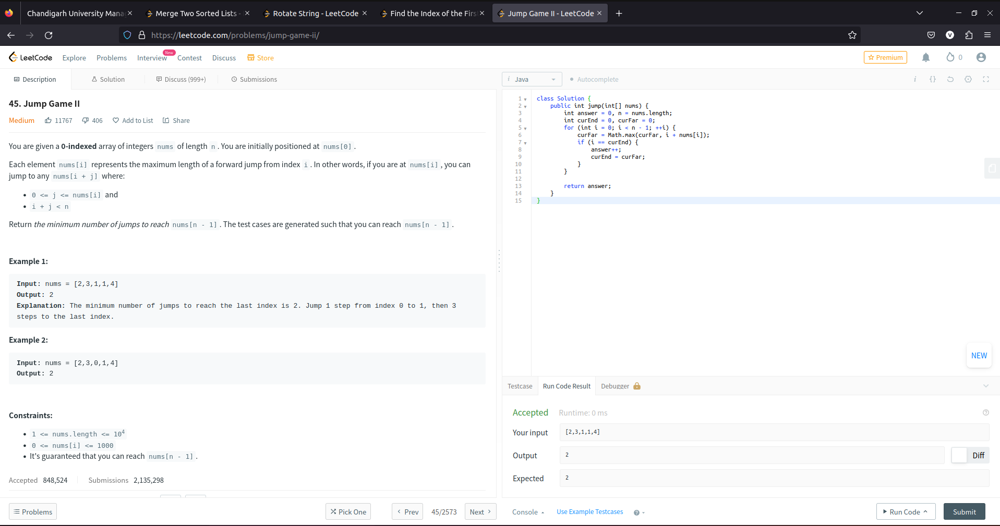 Chandigarh University Mana
Merge Two Sorted Lists -
Rotate String - LeetCode
Find the Index of the Firs
Jump Game II - LeetCode
https://leetcode.com/problems/jump-game-ii/
V
LeetCode
Explore
Problems
Interview
New
Contest
Discuss
Store
Premium
0
Description
Solution
Discuss (999+)
Submissions
i Java
Autocomplete
i {}
45. Jump Game II
Medium 11767 406 Add to List Share
You are given a 0-indexed array of integers nums of length n. You are initially positioned at nums[0].
Each element nums[i] represents the maximum length of a forward jump from index i. In other words, if you are at nums[i], you can
jump to any nums[i + j] where:
• 0 <= j <= nums[i] and
• i + j < n
Return the minimum number of jumps to reach nums[n - 1]. The test cases are generated such that you can reach nums[n - 1].
Example 1:
Input: nums = [2,3,1,1,4]
Output: 2
Explanation: The minimum number of jumps to reach the last index is 2. Jump 1 step from index 0 to 1, then 3
steps to the last index.
Example 2:
Input: nums = [2,3,0,1,4]
Output: 2
Constraints:
• 1 <= nums.length <= 10^4
• 0 <= nums[i] <= 1000
• It's guaranteed that you can reach nums[n - 1].
Accepted 848,524 Submissions 2,135,298
Problems
Pick One
Prev
45/2573
Next
1 class Solution {
2     public int jump(int[] nums) {
3         int answer = 0, n = nums.length;
4         int curEnd = 0, curFar = 0;
5         for (int i = 0; i < n - 1; ++i) {
6             curFar = Math.max(curFar, i + nums[i]);
7             if (i == curEnd) {
8                 answer++;
9                 curEnd = curFar;
10             }
11         }
12
13         return answer;
14     }
15 }
NEW
Testcase
Run Code Result
Debugger
Accepted Runtime: 0 ms ?
Your input [2,3,1,1,4]
Output 2 Diff
Expected 2
Console
Use Example Testcases
?
Run Code
Submit